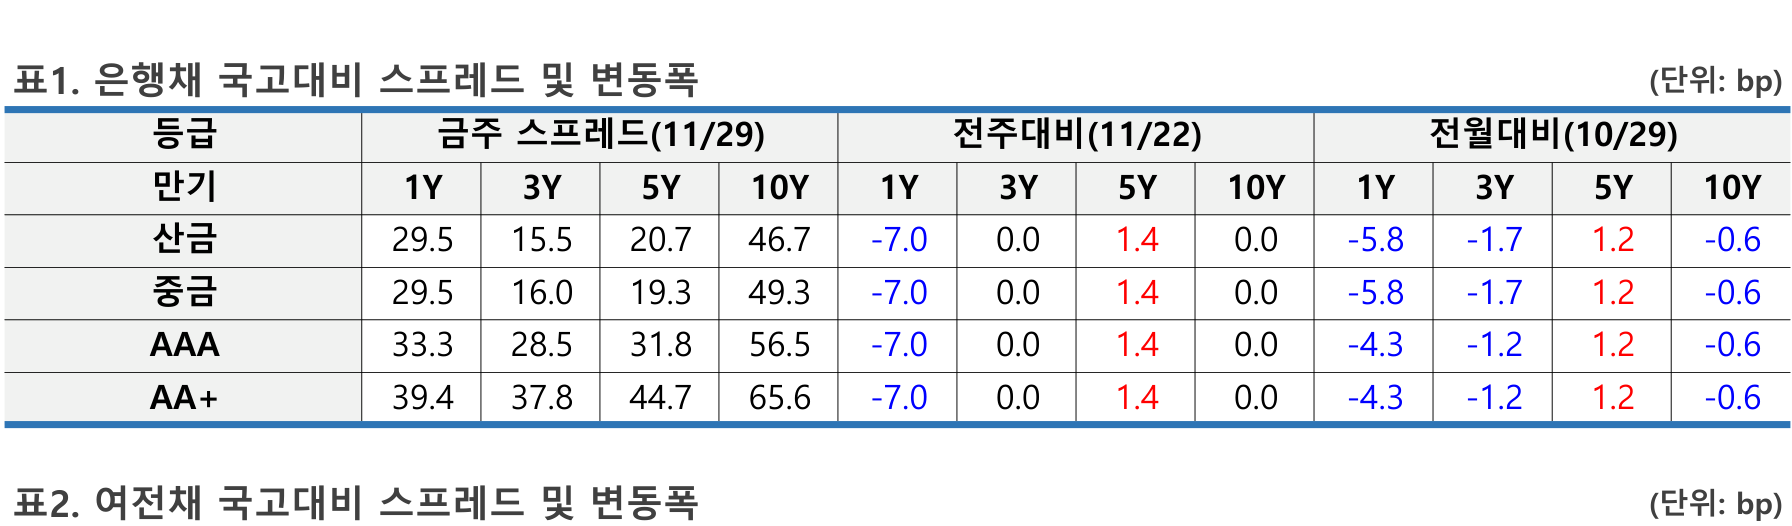 표1. 은행채 국고대비 스프레드 및 변동폭 (단위: bp)
등급 금주 스프레드(11/29) 전주대비(11/22) 전월대비(10/29)
만기 1Y 3Y 5Y 10Y 1Y 3Y 5Y 10Y 1Y 3Y 5Y 10Y
산금 29.5 15.5 20.7 46.7 -7.0 0.0 1.4 0.0 -5.8 -1.7 1.2 -0.6
중금 29.5 16.0 19.3 49.3 -7.0 0.0 1.4 0.0 -5.8 -1.7 1.2 -0.6
AAA 33.3 28.5 31.8 56.5 -7.0 0.0 1.4 0.0 -4.3 -1.2 1.2 -0.6
AA+ 39.4 37.8 44.7 65.6 -7.0 0.0 1.4 0.0 -4.3 -1.2 1.2 -0.6
표2. 여전채 국고대비 스프레드 및 변동폭 (단위: bp)